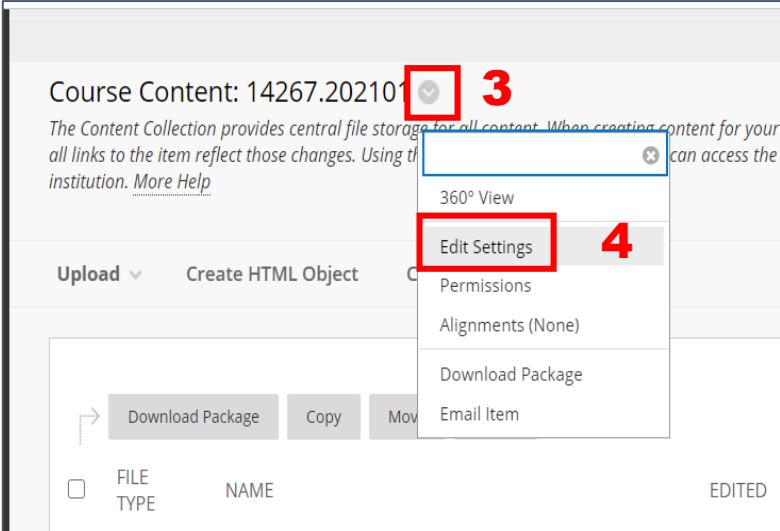 Course Content: 14267.202101 3
The Content Collection provides central file storage for all content. When creating content for your
all links to the item reflect those changes. Using th can access the
institution. More Help
360° View
Edit Settings 4
Upload Create HTML Object C
Permissions
Alignments (None)
Download Package
Download Package Copy Mov
Email Item
FILE
TYPE NAME EDITED